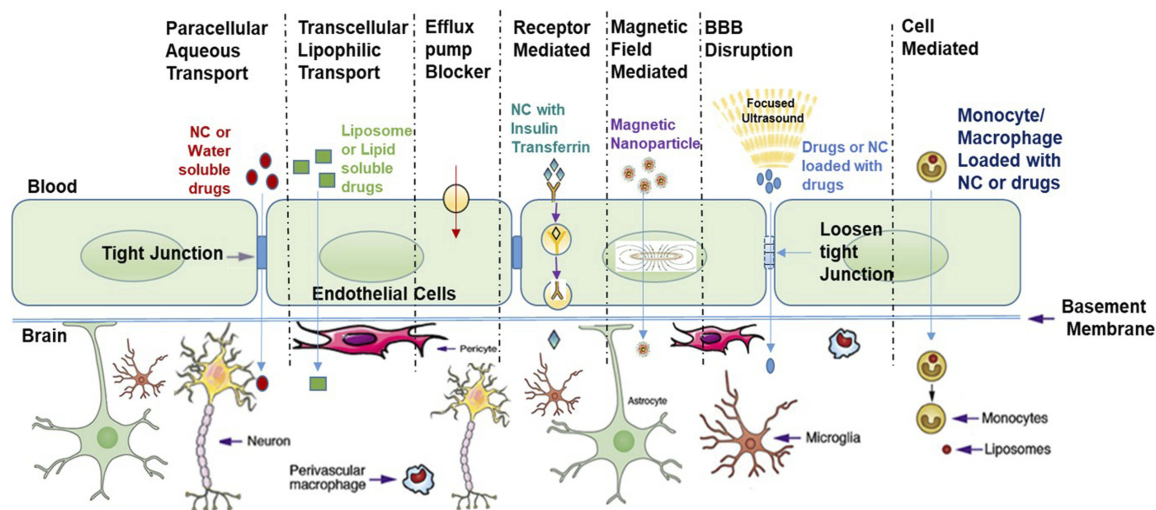 Paracellular
Aqueous
Transport
Transcellular
Lipophilic
Transport
Efflux
pump
Blocker
Receptor
Mediated
Magnetic
Field
Mediated
BBB
Disruption
Cell
Mediated
NC or
Water
soluble
drugs
Liposome
or Lipid
soluble
drugs
NC with
Insulin
Transferrin
Magnetic
Nanoparticle
Focused
Ultrasound
Drugs or NC
loaded with
drugs
Monocyte/
Macrophage
Loaded with
NC or drugs
Blood
Tight Junction
Endothelial Cells
Loosen
tight
Junction
Basement
Membrane
Brain
Pericyte
Astrocyte
Neuron
Perivascular
macrophage
Microglia
Monocytes
Liposomes